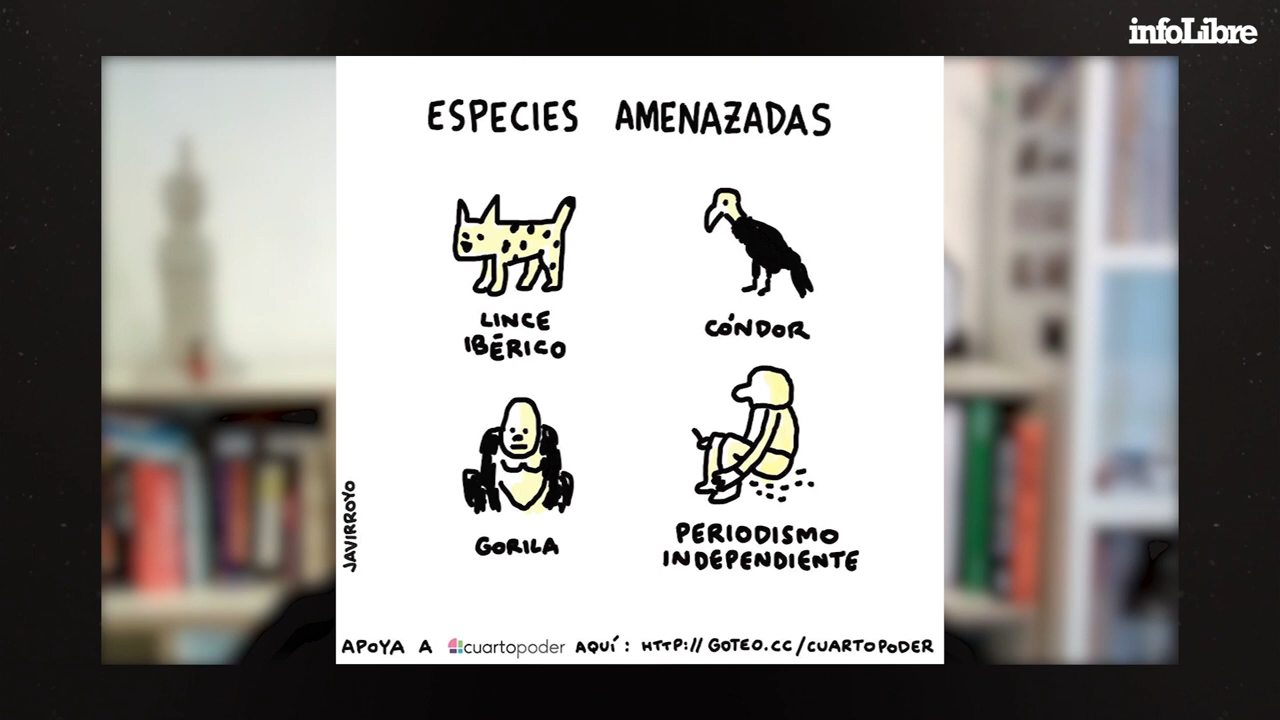 infoLibre
ESPECIES AMENAZADAS
LINCE
IBÉRICO
CÓNDOR
GORILA
PERIODISMO
INDEPENDIENTE
JAVIRROYO
APOYA A cuartopoder AQUÍ: HTTP://GOTEO.CC/CUARTOPODER